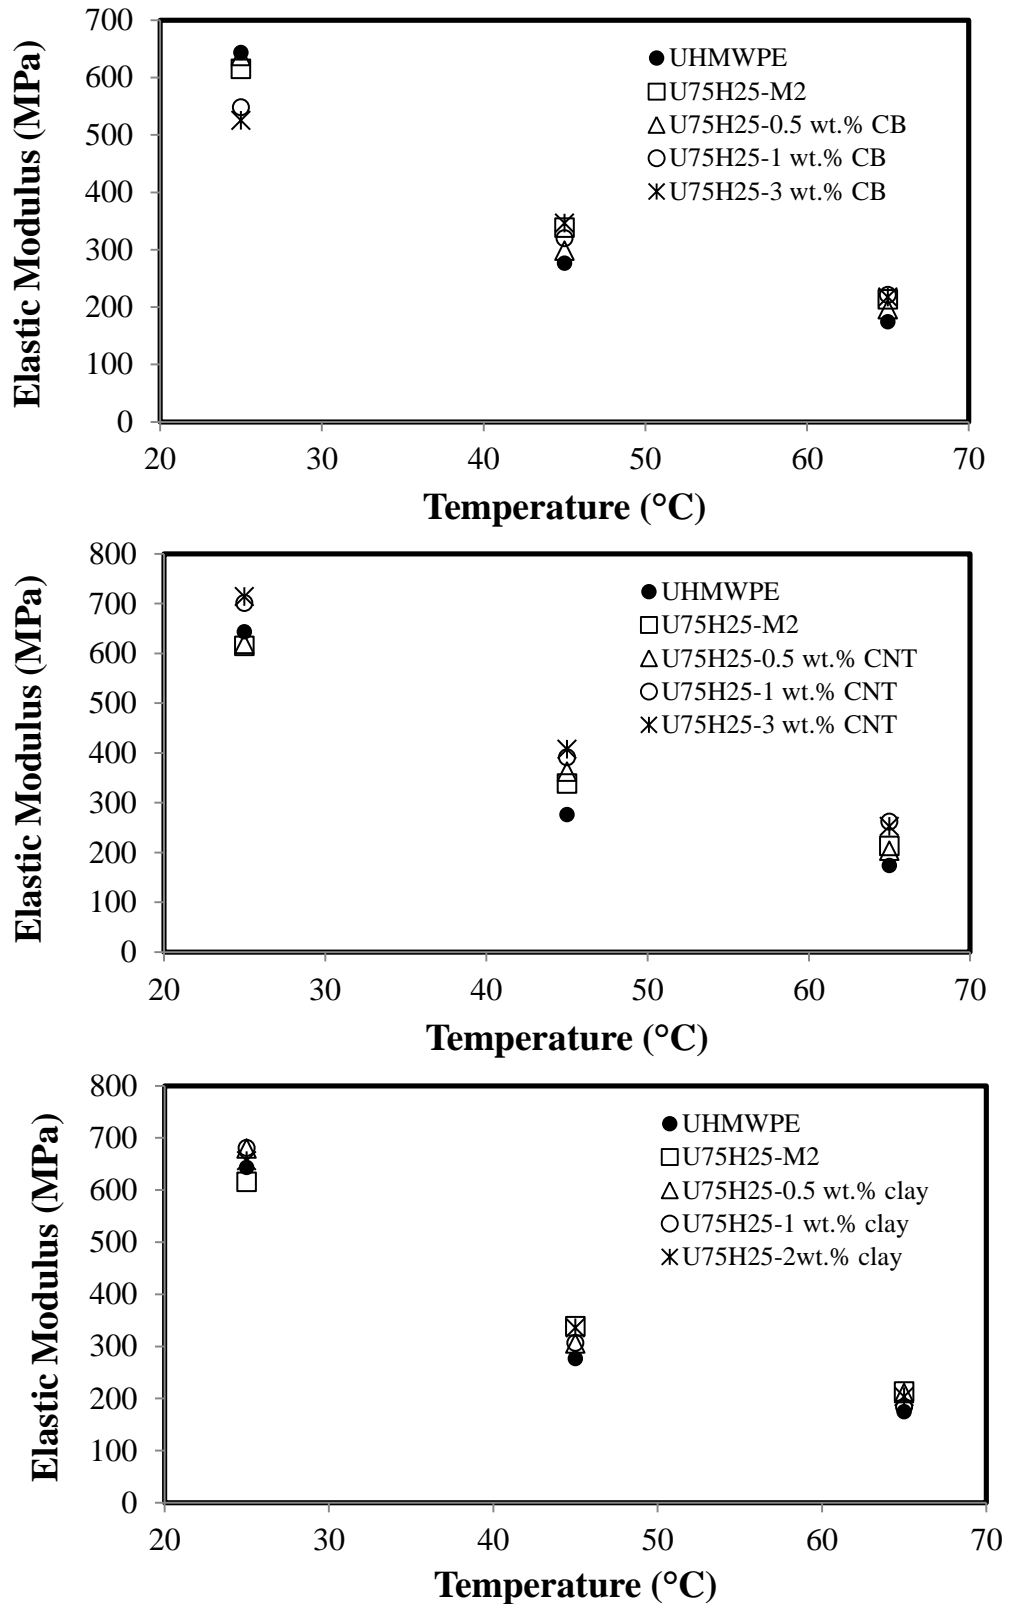 700
600
500
400
300
200
100
0
Elastic Modulus (MPa)
UHMWPE
U75H25-M2
U75H25-0.5 wt.% CB
U75H25-1 wt.% CB
U75H25-3 wt.% CB
20 30 40 50 60 70
Temperature (°C)
800
700
600
500
400
300
200
100
0
Elastic Modulus (MPa)
UHMWPE
U75H25-M2
U75H25-0.5 wt.% CNT
U75H25-1 wt.% CNT
U75H25-3 wt.% CNT
20 30 40 50 60 70
Temperature (°C)
800
700
600
500
400
300
200
100
0
Elastic Modulus (MPa)
UHMWPE
U75H25-M2
U75H25-0.5 wt.% clay
U75H25-1 wt.% clay
U75H25-2wt.% clay
20 30 40 50 60 70
Temperature (°C)